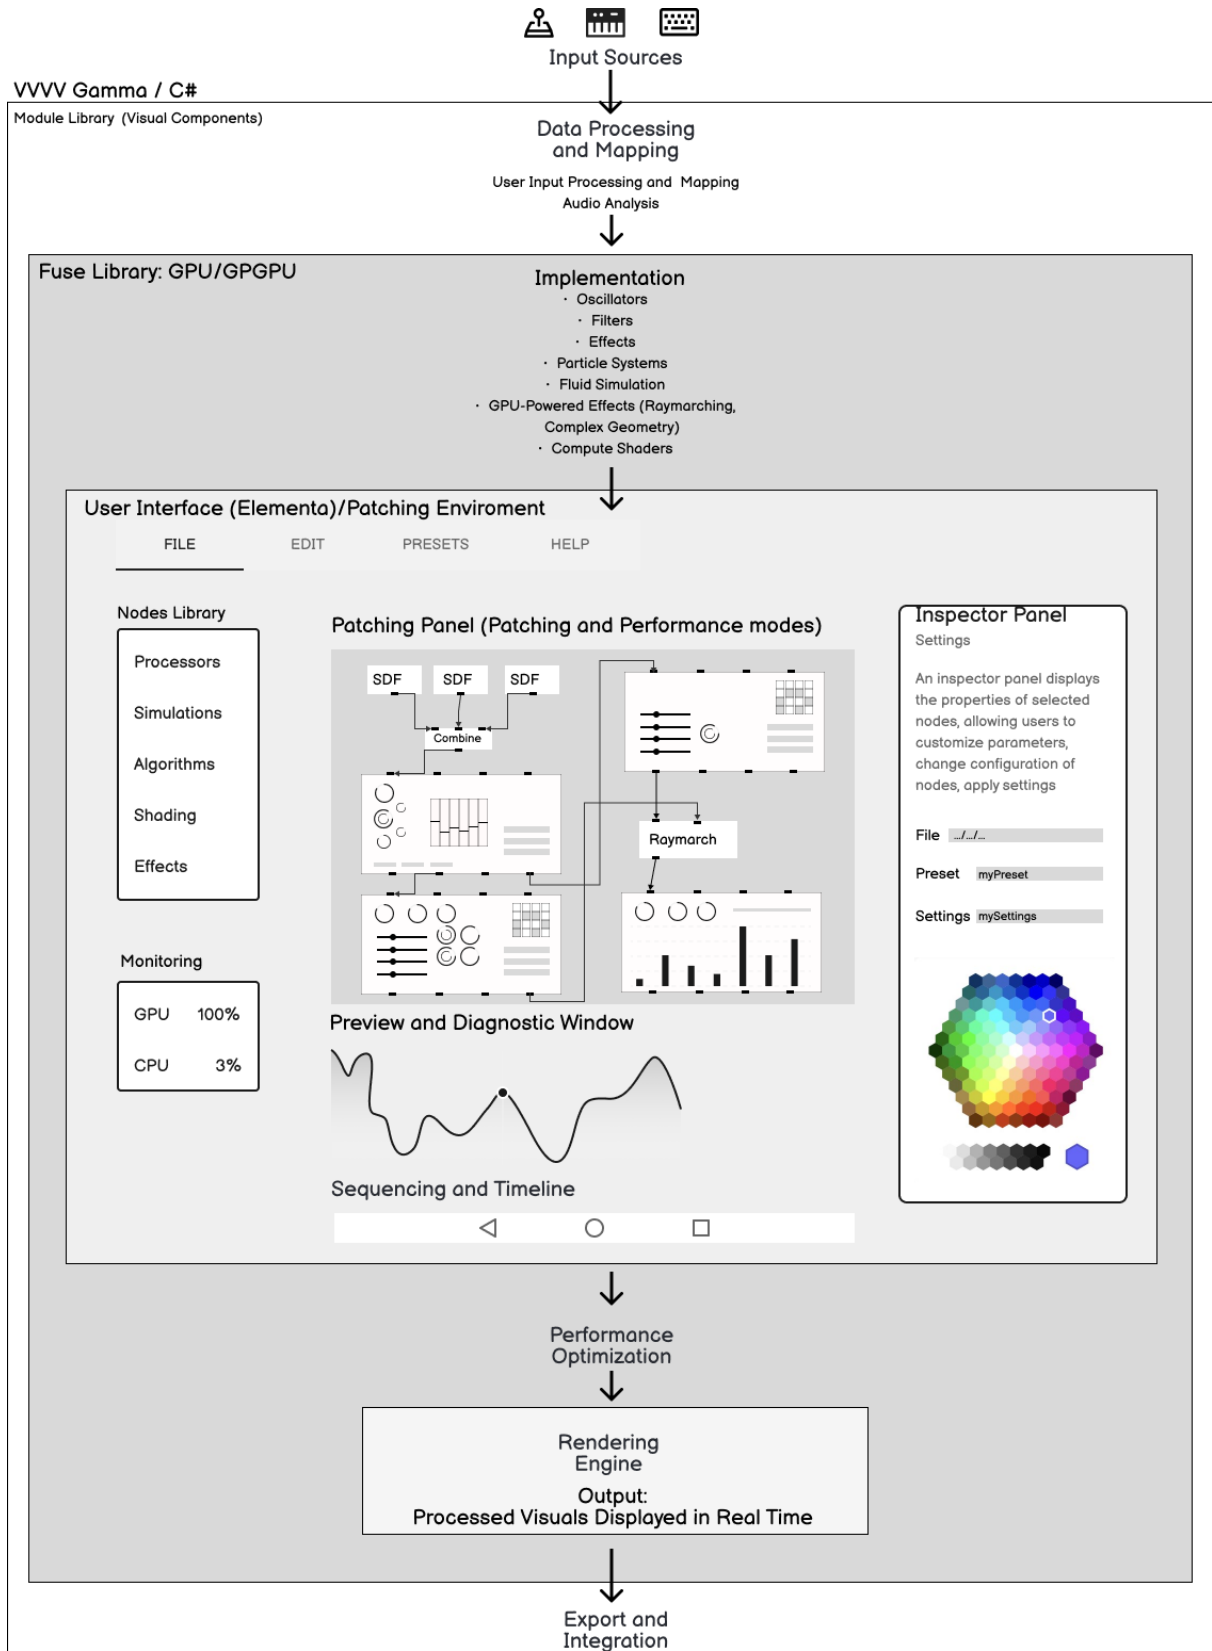 Input Sources
VVVV Gamma / C#
Module Library (Visual Components)
Data Processing
and Mapping
User Input Processing and Mapping
Audio Analysis
Fuse Library: GPU/GPGPU
Implementation
· Oscillators
· Filters
· Effects
· Particle Systems
· Fluid Simulation
· GPU-Powered Effects (Raymarching,
Complex Geometry)
· Compute Shaders
User Interface (Elementa)/Patching Enviroment
FILE EDIT PRESETS HELP
Nodes Library
Processors
Simulations
Algorithms
Shading
Effects
Monitoring
GPU 100%
CPU 3%
Patching Panel (Patching and Performance modes)
SDF SDF SDF
Combine
Raymarch
Preview and Diagnostic Window
Sequencing and Timeline
Inspector Panel
Settings
An inspector panel displays
the properties of selected
nodes, allowing users to
customize parameters,
change configuration of
nodes, apply settings
File .../.../...
Preset myPreset
Settings mySettings
Performance
Optimization
Rendering
Engine
Output:
Processed Visuals Displayed in Real Time
Export and
Integration